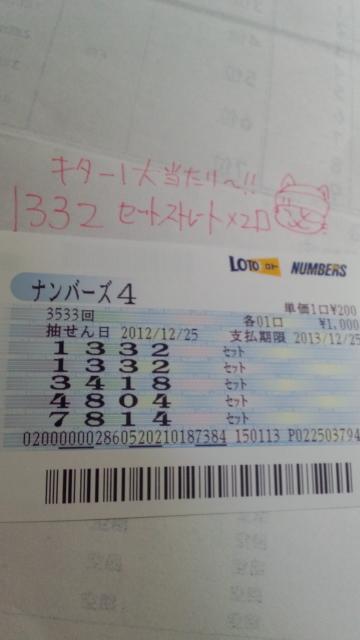 キター！大当たり〜!!
1332 セットストレート×2口
LOTO ロト NUMBERS
ナンバーズ4
単価1口¥200
3533回 各01口 ¥1,000
抽せん日 2012/12/25 支払期限 2013/12/25
1332 セット
1332 セット
3418 セット
4804 セット
7814 セット
02000000028605202101873​84 150113 P022503794